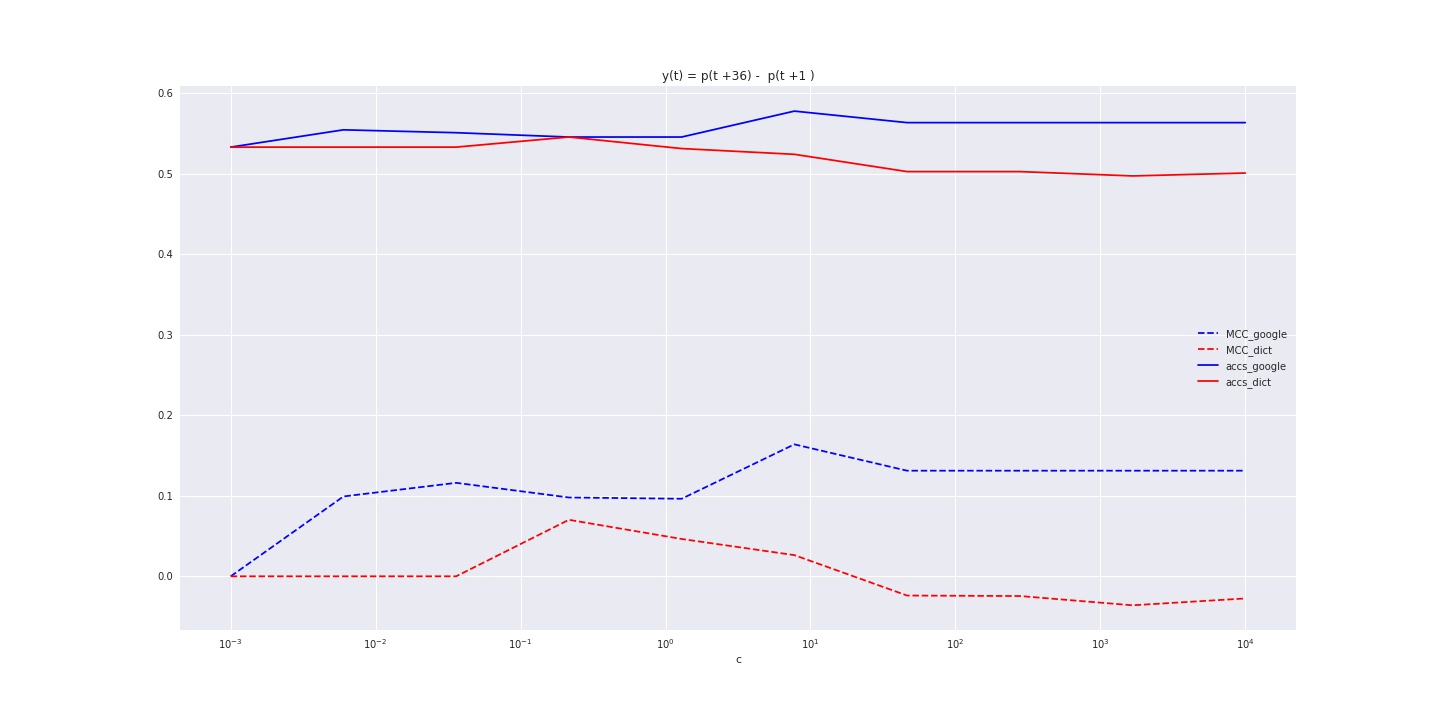 y(t) = p(t +36) -  p(t +1 )
0.6
0.5
0.4
0.3
0.2
0.1
0.0
MCC_google
MCC_dict
accs_google
accs_dict
10⁻³ 10⁻² 10⁻¹ 10⁰ 10¹ 10² 10³ 10⁴
c